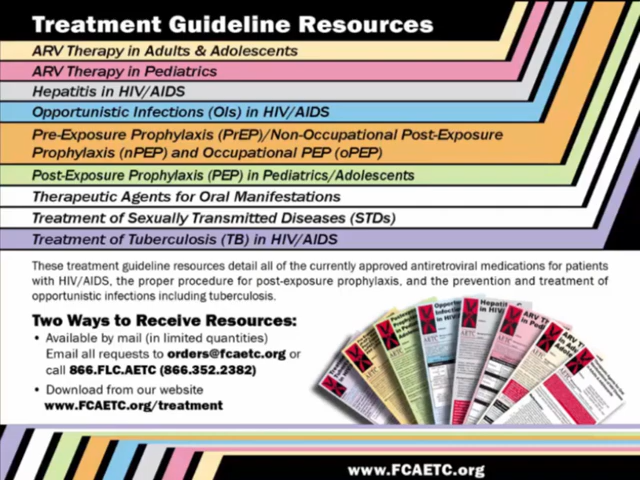 Treatment Guideline Resources
ARV Therapy in Adults & Adolescents
ARV Therapy in Pediatrics
Hepatitis in HIV/AIDS
Opportunistic Infections (OIs) in HIV/AIDS
Pre-Exposure Prophylaxis (PrEP)/Non-Occupational Post-Exposure
Prophylaxis (nPEP) and Occupational PEP (oPEP)
Post-Exposure Prophylaxis (PEP) in Pediatrics/Adolescents
Therapeutic Agents for Oral Manifestations
Treatment of Sexually Transmitted Diseases (STDs)
Treatment of Tuberculosis (TB) in HIV/AIDS
These treatment guideline resources detail all of the currently approved antiretroviral medications for patients
with HIV/AIDS, the proper procedure for post-exposure prophylaxis, and the prevention and treatment of
opportunistic infections including tuberculosis.
Two Ways to Receive Resources:
• Available by mail (in limited quantities)
Email all requests to orders@fcaetc.org or
call 866.FLC.AETC (866.352.2382)
• Download from our website
www.FCAETC.org/treatment
www.FCAETC.org